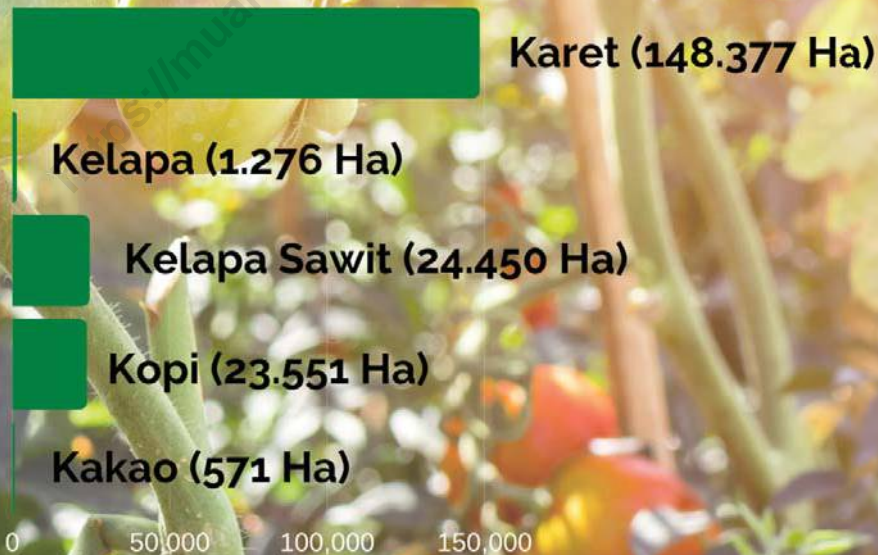 Karet (148.377 Ha)
Kelapa (1.276 Ha)
Kelapa Sawit (24.450 Ha)
Kopi (23.551 Ha)
Kakao (571 Ha)
0 50,000 100,000 150,000